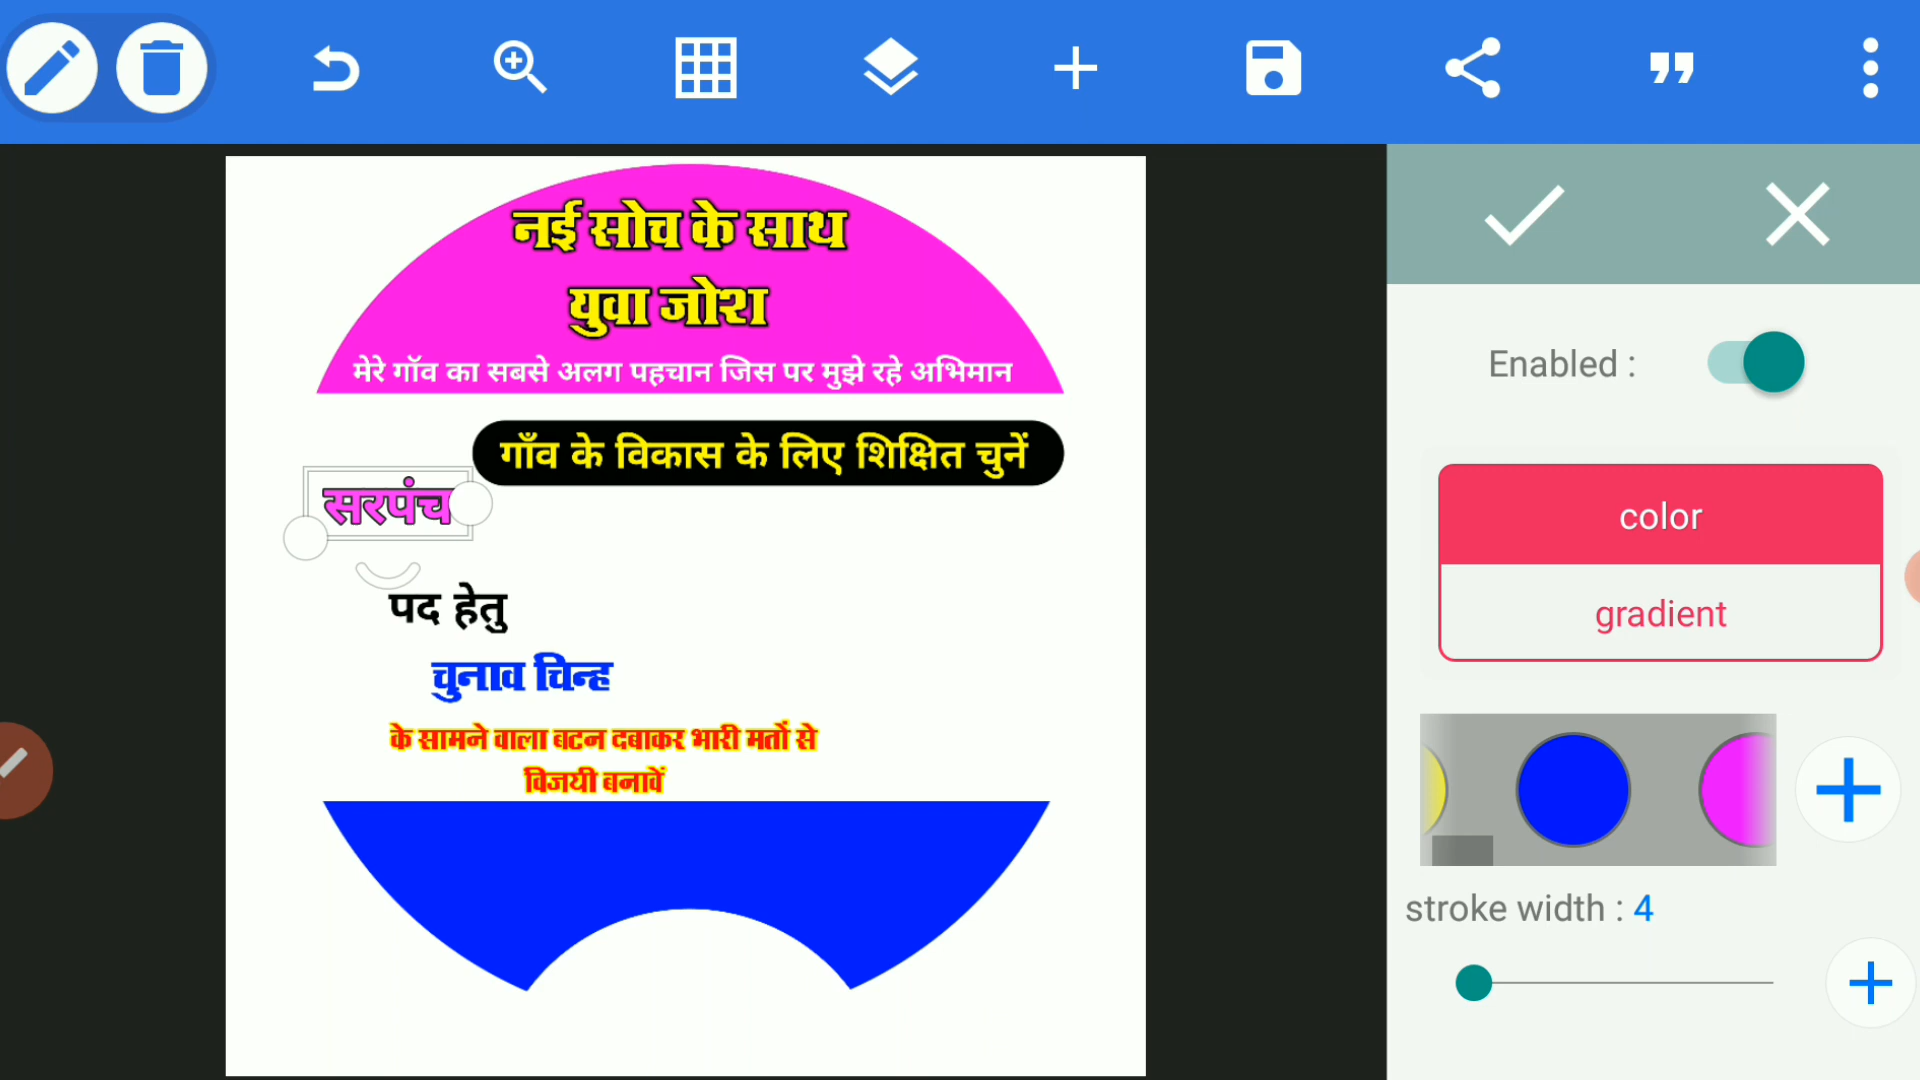 नई सोच के साथ
युवा जोश
मेरे गॉव का सबसे अलग पहचान जिस पर मुझे रहे अभिमान
गाँव के विकास के लिए शिक्षित चुनें
सरपंच
पद हेतु
चुनाव चिन्ह
के सामने वाला बटन दबाकर भारी मतों से
विजयी बनावें
Enabled :
color
gradient
stroke width : 4